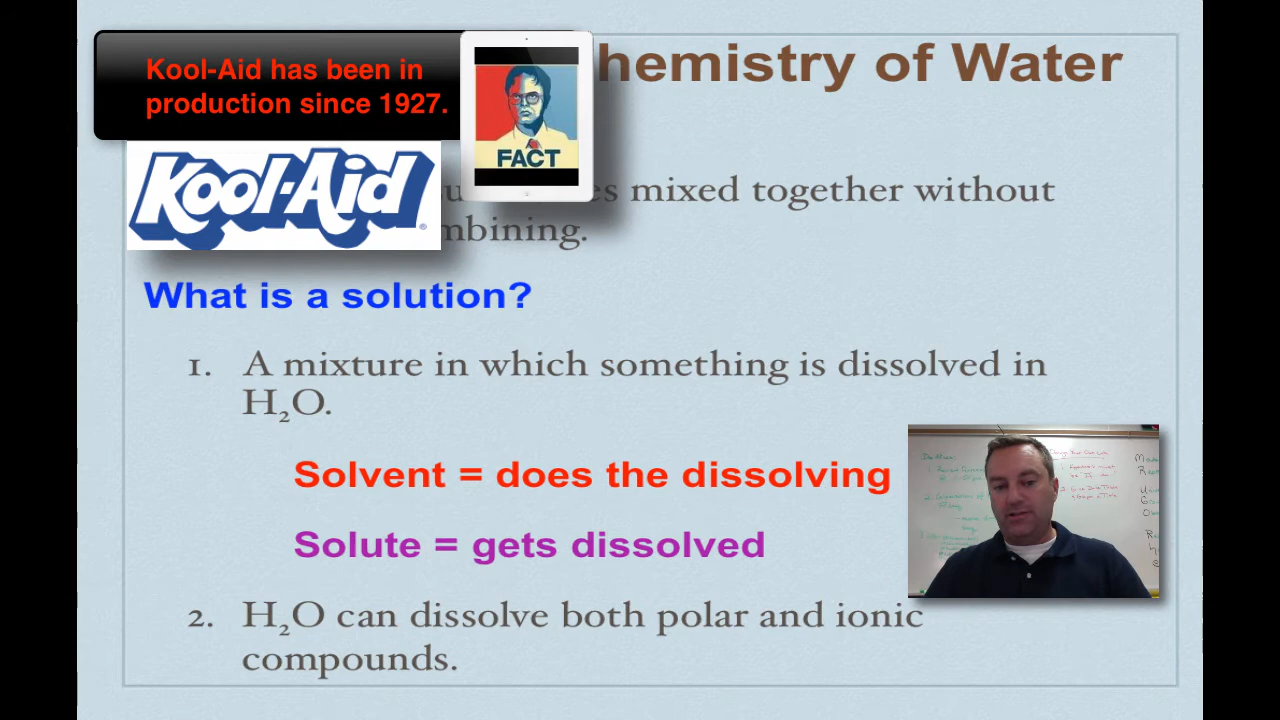 Kool-Aid has been in
production since 1927.
hemistry of Water
FACT
Kool-Aid
mixed together without
mbining.
What is a solution?
1. A mixture in which something is dissolved in
H₂O.
Solvent = does the dissolving
Solute = gets dissolved
2. H₂O can dissolve both polar and ionic
compounds.